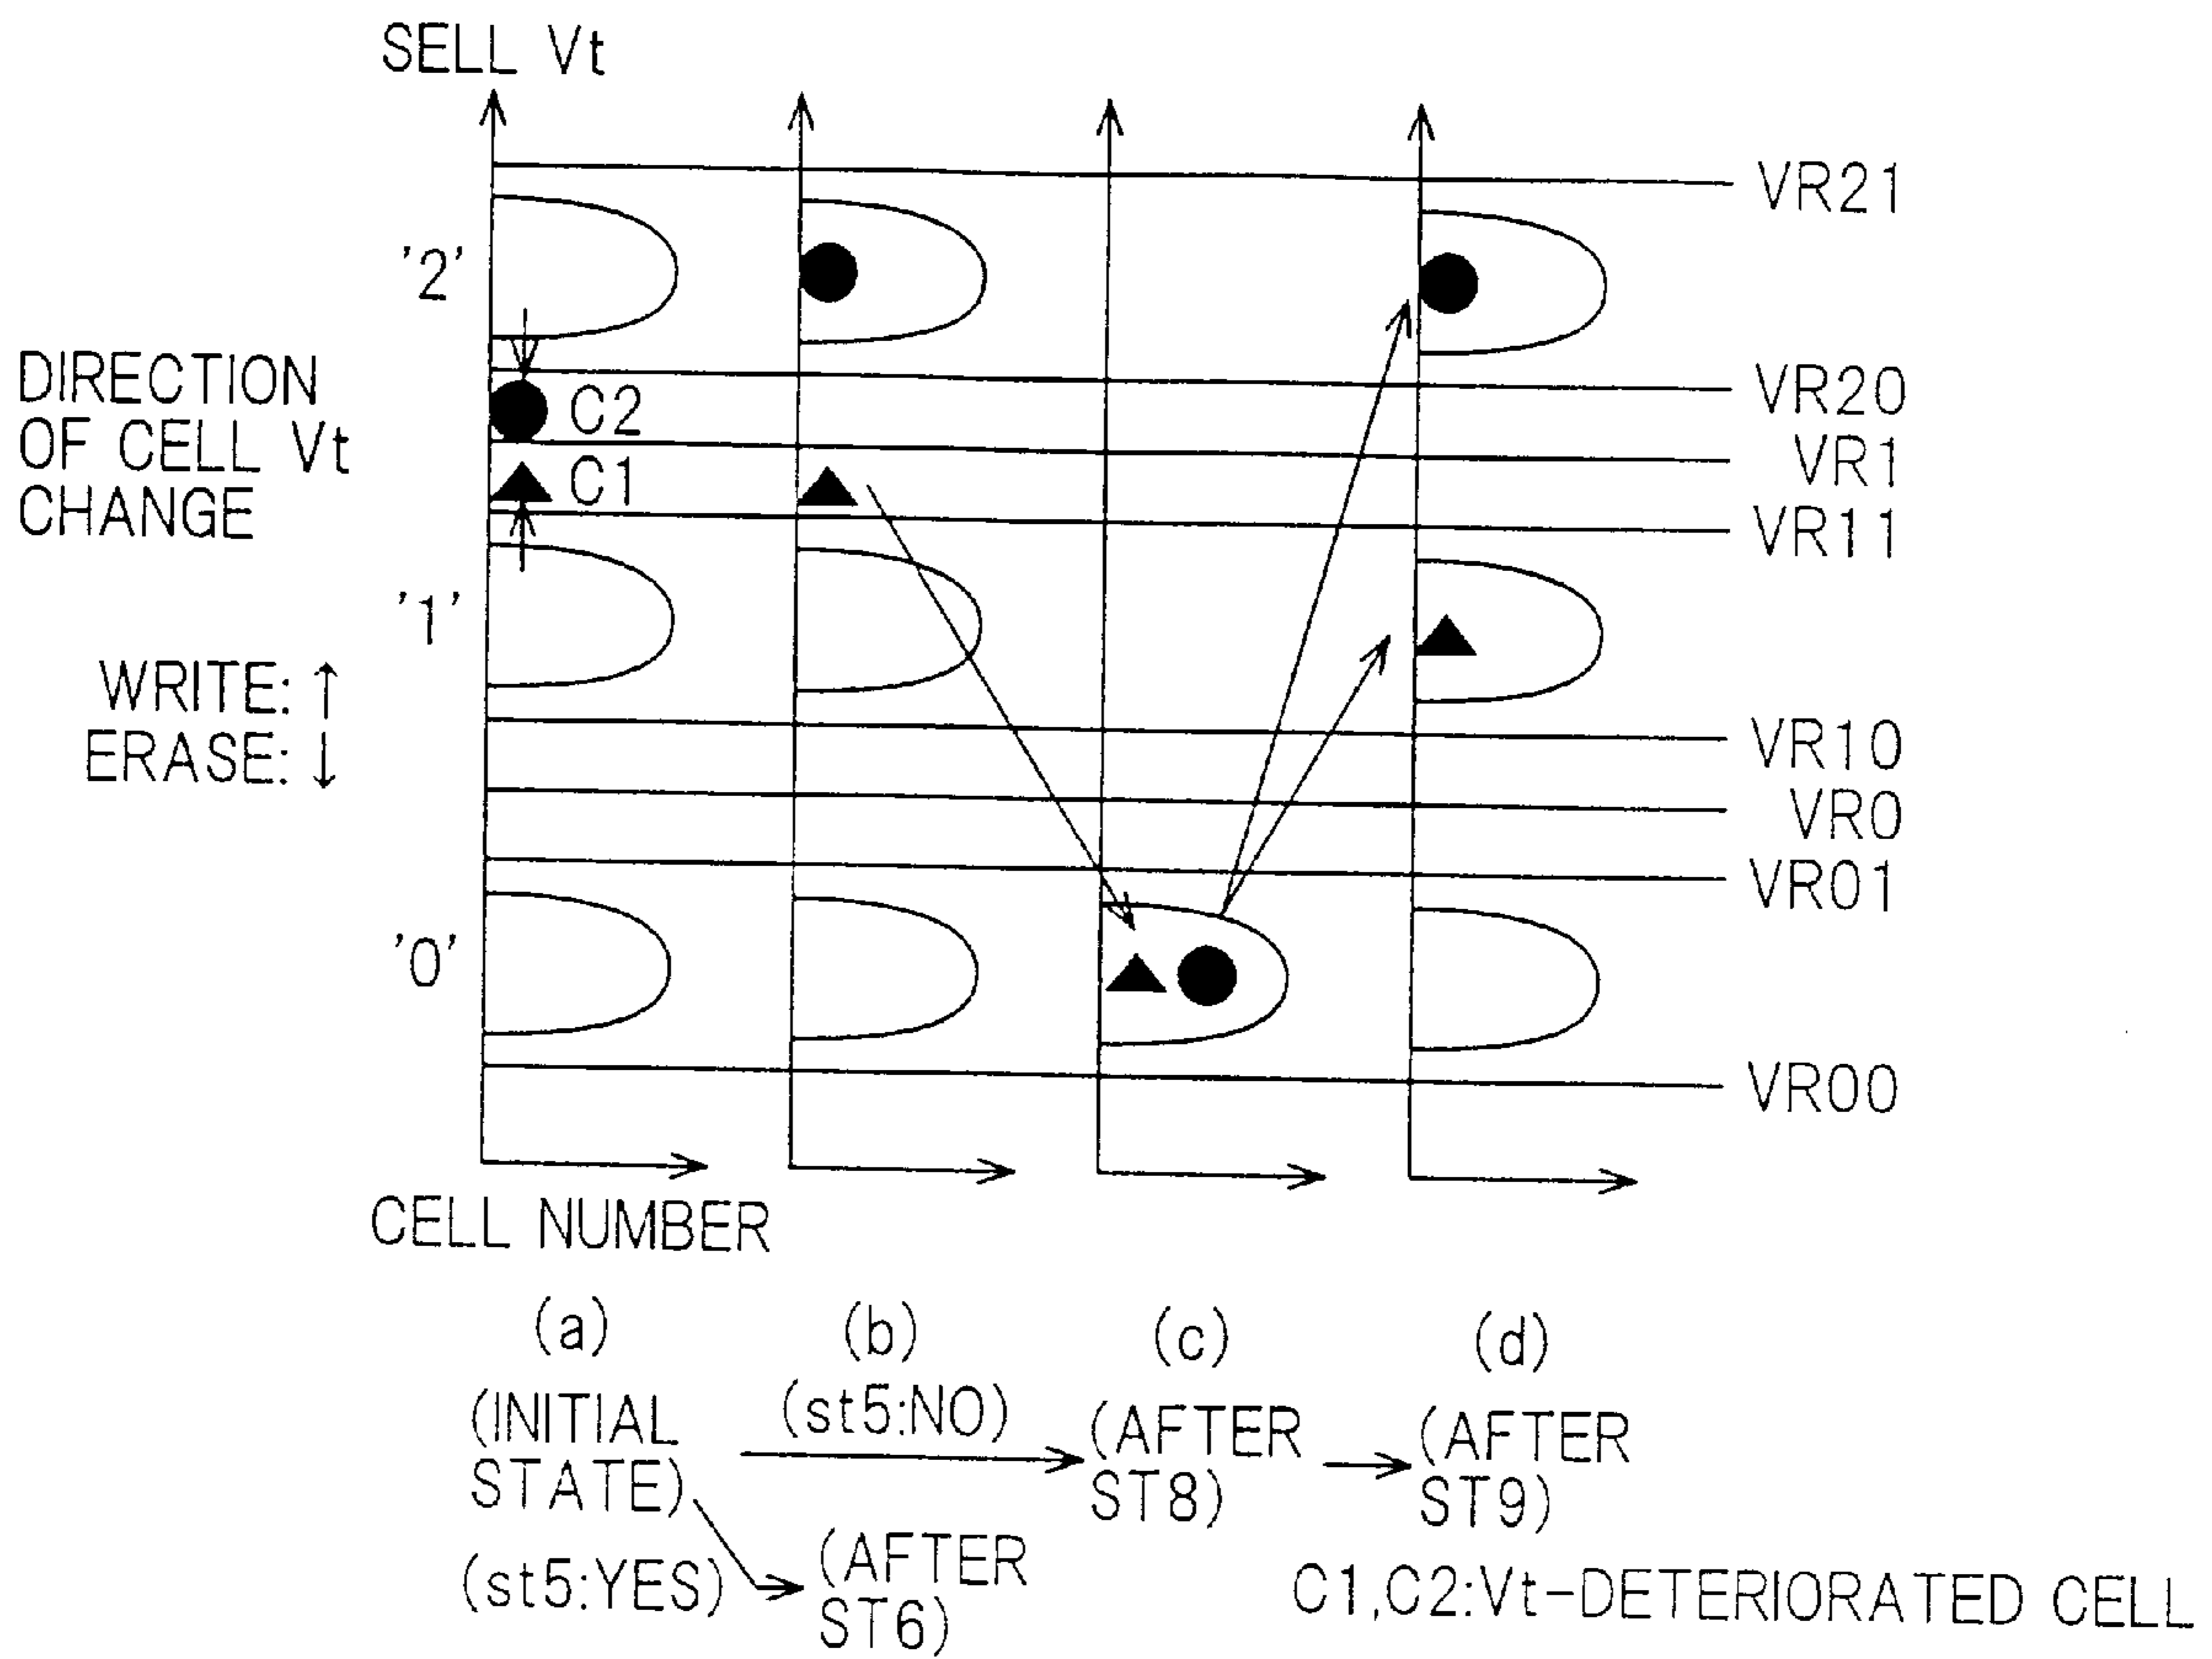 SELL Vt
VR21
'2'
VR20
DIRECTION
OF CELL Vt
CHANGE
C2
VR1
C1
VR11
'1'
WRITE: ↑
ERASE: ↓
VR10
VR0
VR01
'0'
VR00
CELL NUMBER
(a)
(b)
(c)
(d)
(INITIAL
STATE)
(st5:NO)
(AFTER
ST8)
(AFTER
ST9)
(st5:YES)
(AFTER
ST6)
C1,C2:Vt-DETERIORATED CELL